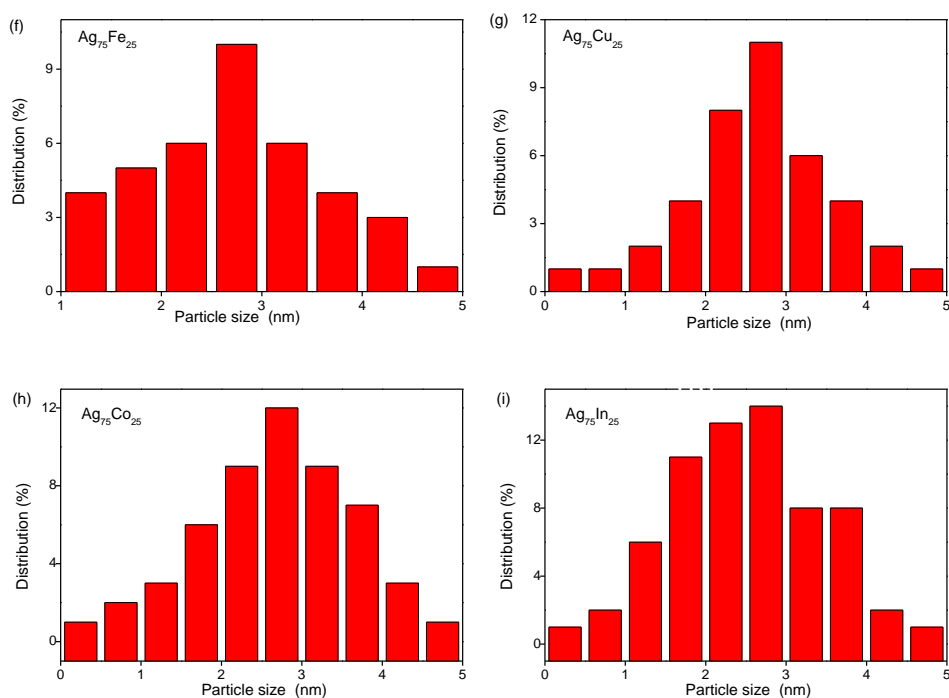 (f)
Ag₇₅Fe₂₅
Distribution (%)
9
6
3
0
1 2 3 4 5
Particle size (nm)
(g)
Ag₇₅Cu₂₅
Distribution (%)
12
9
6
3
0
0 1 2 3 4 5
Particle size (nm)
(h)
Ag₇₅Co₂₅
Distribution (%)
12
8
4
0
0 1 2 3 4 5
Particle size (nm)
(i)
Ag₇₅In₂₅
Distribution (%)
12
8
4
0
0 1 2 3 4 5
Particle size (nm)